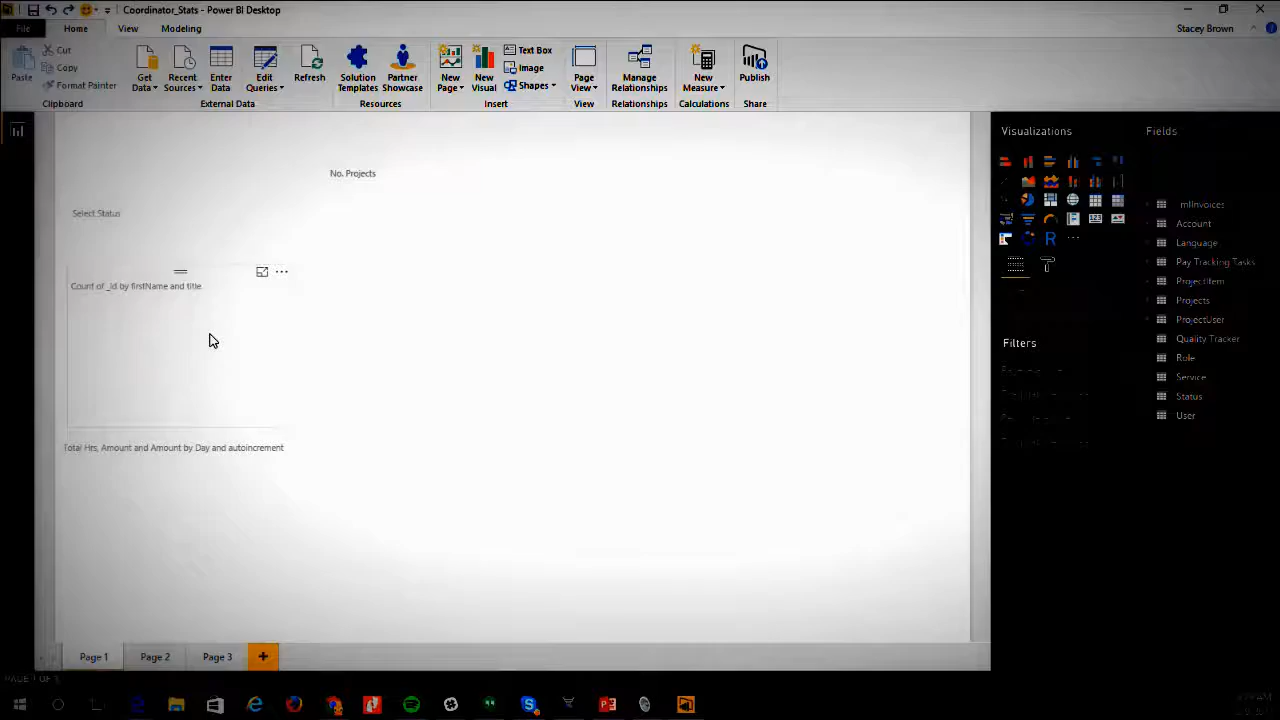 Coordinator_Stats - Power BI Desktop
File
Home
View
Modeling
Stacey Brown
Paste
Cut
Copy
Format Painter
Clipboard
Get Data
Recent Sources
Enter Data
Edit Queries
Refresh
External Data
Solution Templates
Partner Showcase
Resources
New Page
New Visual
Text Box
Image
Shapes
Insert
Page View
View
Manage Relationships
Relationships
New Measure
Calculations
Publish
Share
No. Projects
Select Status
Count of _id by firstName and title
Total Hrs, Amount and Amount by Day and autoincrement
Visualizations
Filters
Fields
mlInvoices
Account
Language
Pay Tracking Tasks
ProjectItem
Projects
ProjectUser
Quality Tracker
Role
Service
Status
User
Page 1
Page 2
Page 3